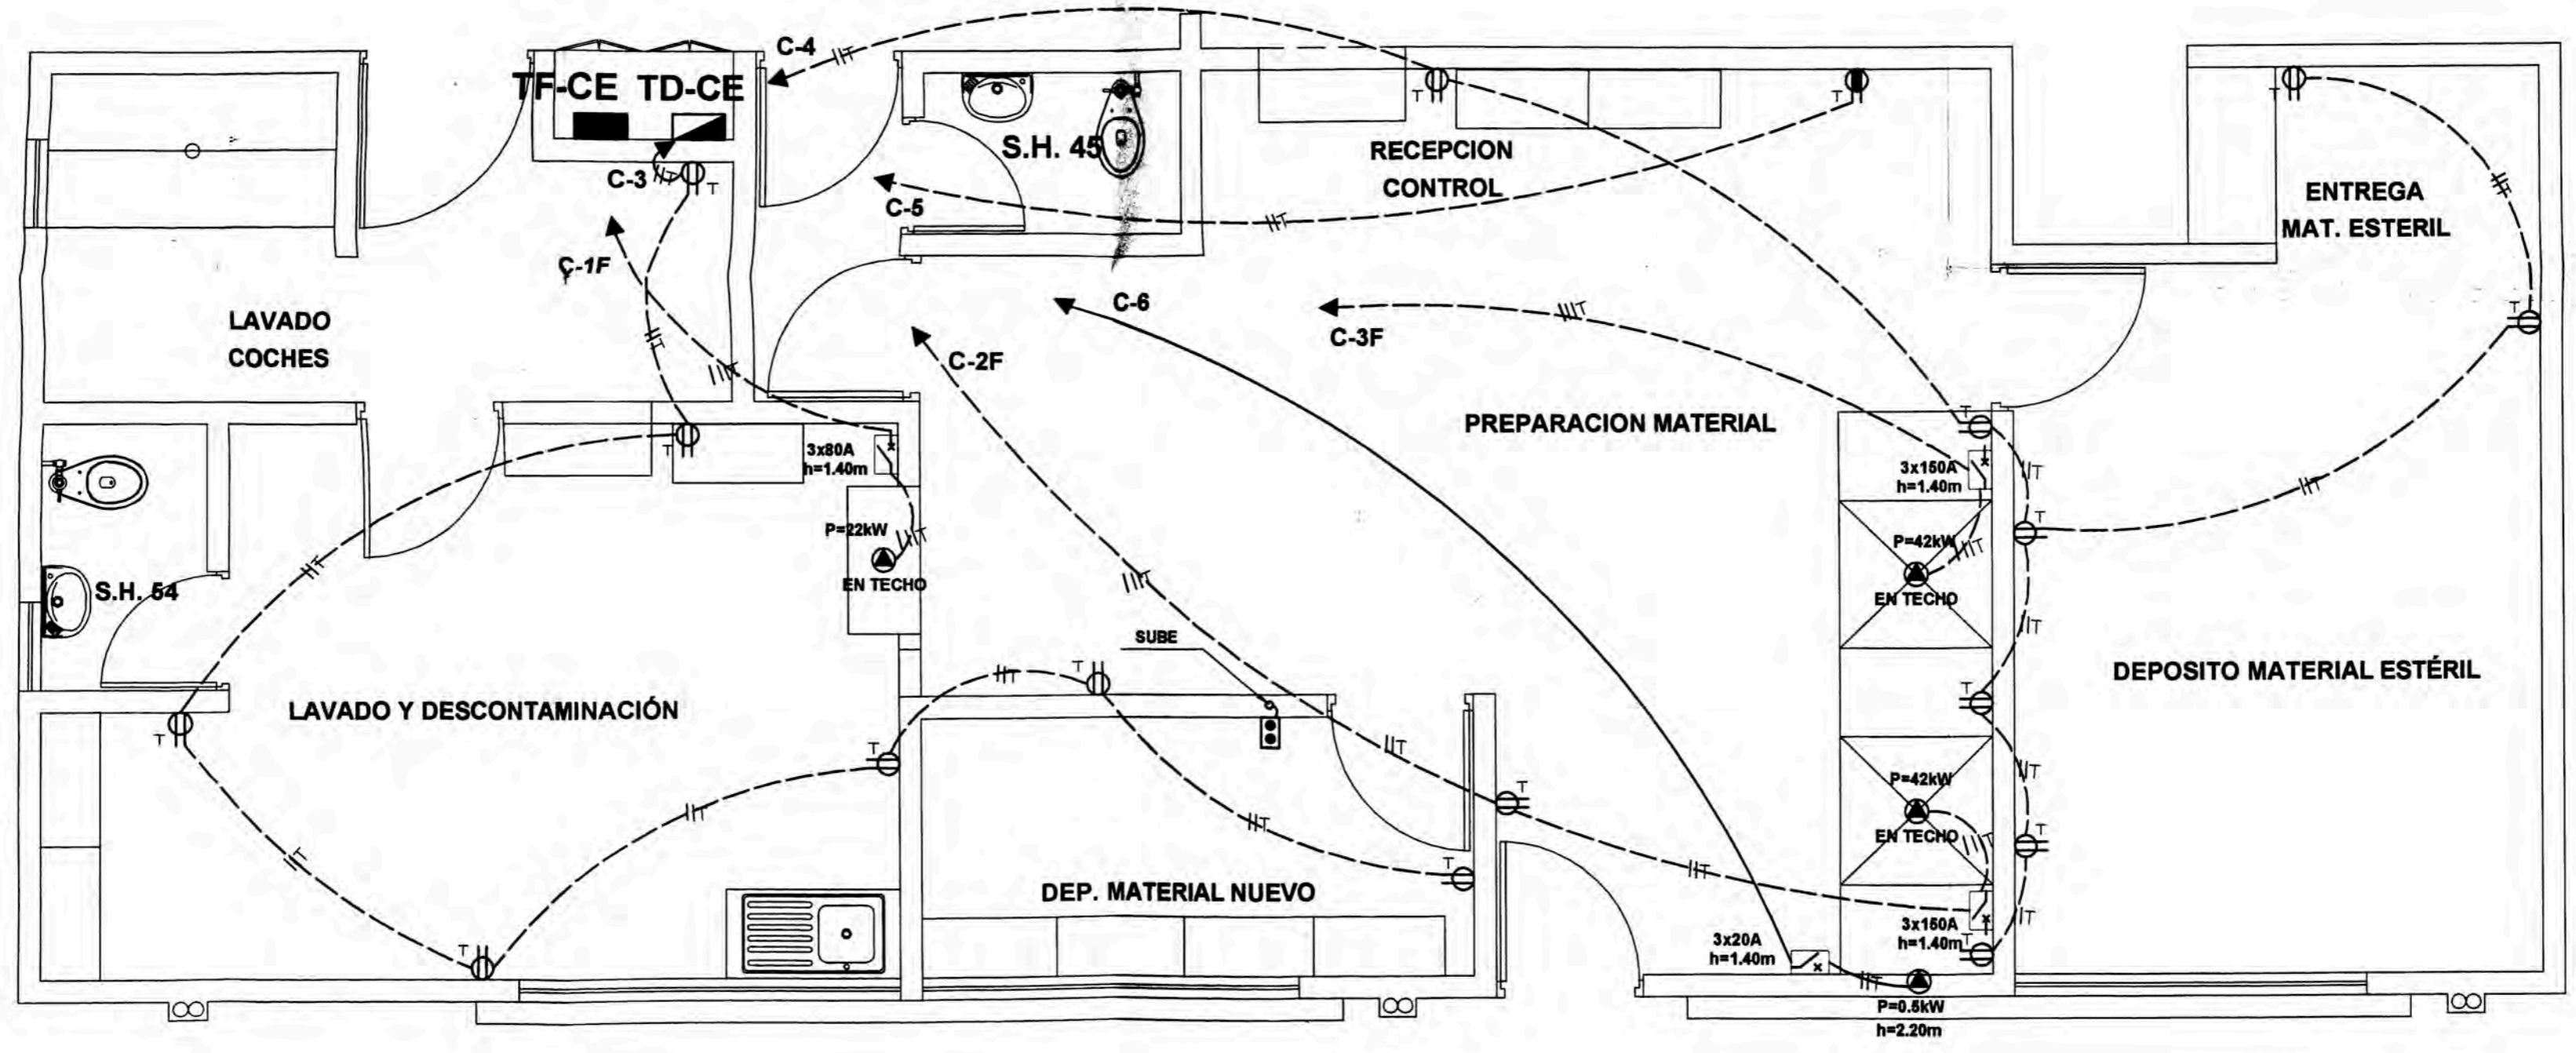 C-4
TF-CE TD-CE
S.H. 45
RECEPCION
CONTROL
T
T
T
ENTREGA
MAT. ESTERIL
C-3
T
C-5
C-1F
C-6
C-3F
LAVADO
COCHES
C-2F
PREPARACION MATERIAL
T
T
3x80A
h=1.40m
3x150A
h=1.40m
T
T
P=22kW
EN TECHO
P=42kW
EN TECHO
S.H. 54
SUBE
T
DEPOSITO MATERIAL ESTÉRIL
T
LAVADO Y DESCONTAMINACIÓN
T
T
P=42kW
EN TECHO
T
T
DEP. MATERIAL NUEVO
T
T
3x20A
h=1.40m
3x150A
h=1.40m
T
P=0.5kW
h=2.20m